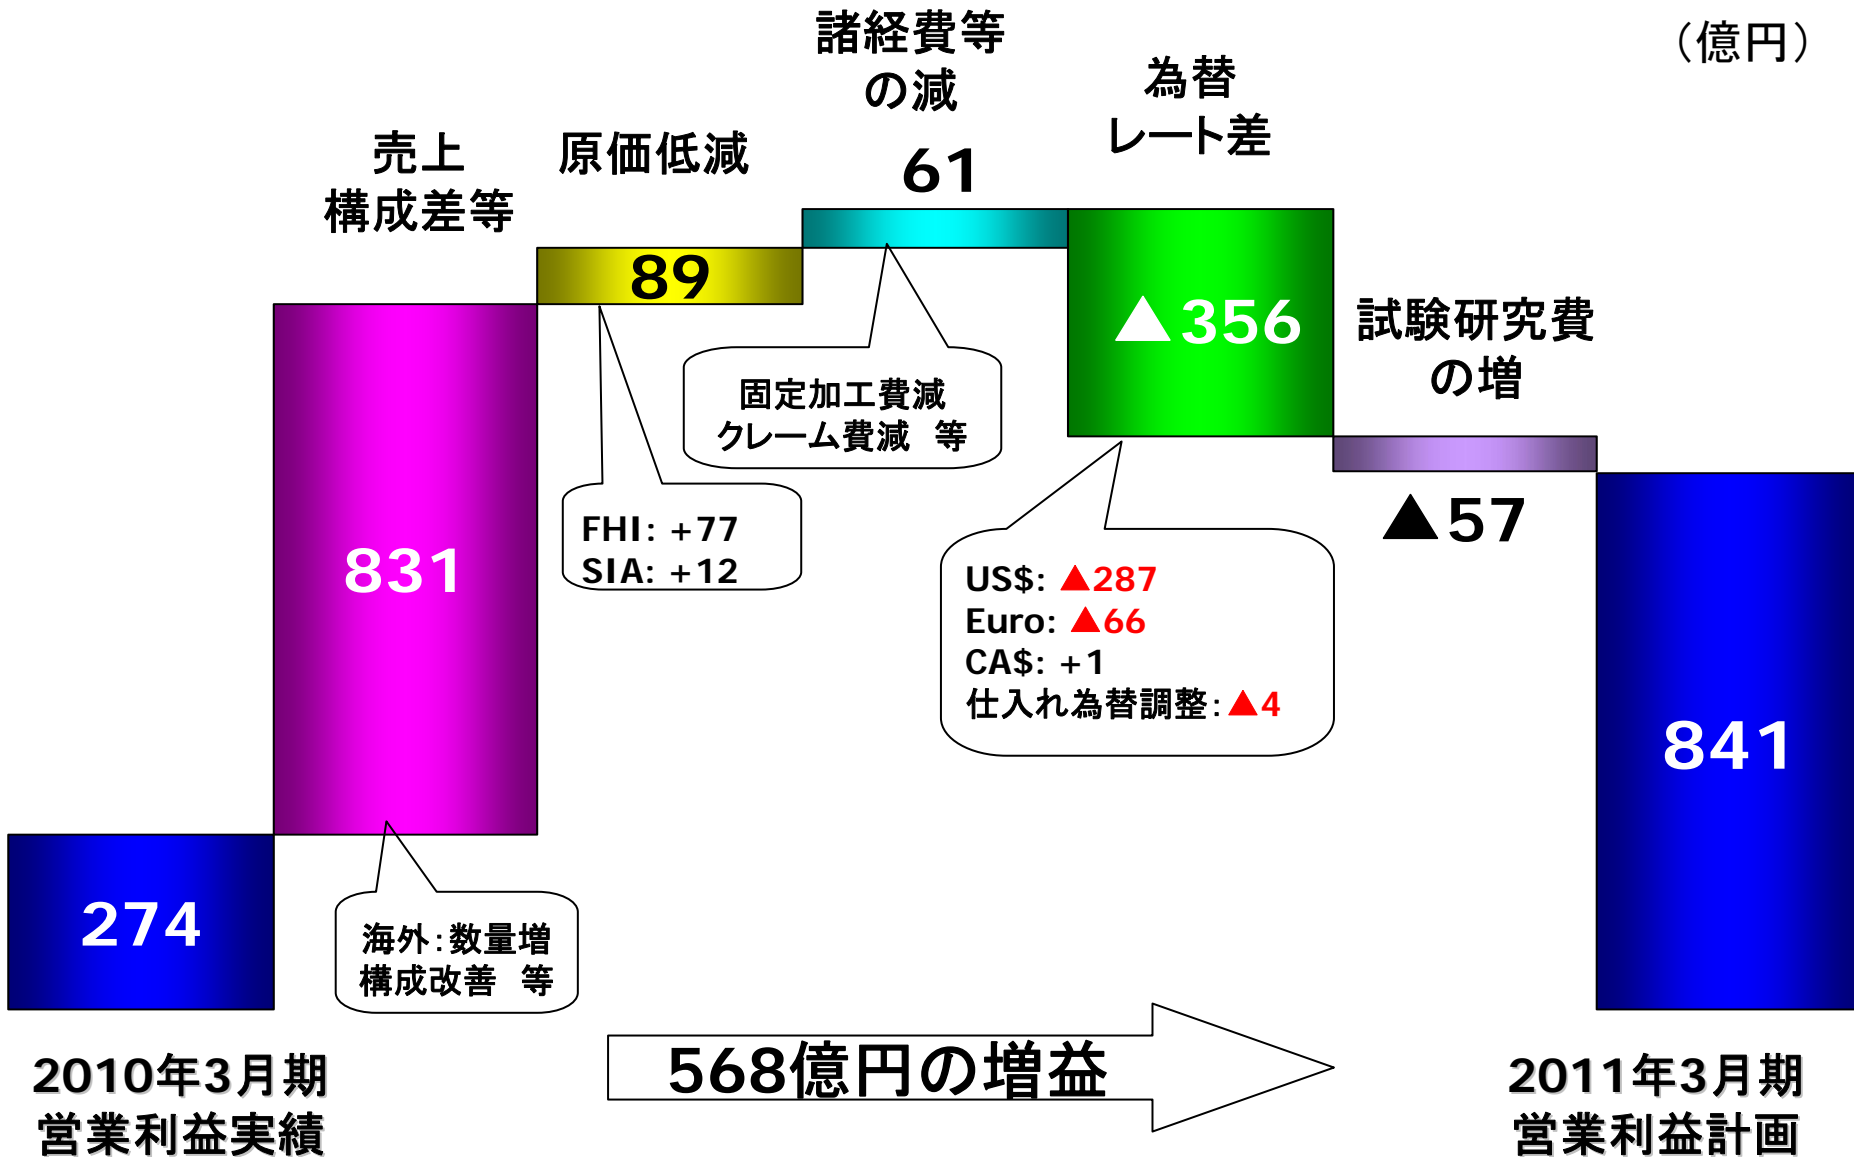 （億円）
諸経費等
の減
61
為替
レート差
売上
構成差等
原価低減
89
▲356
試験研究費
の増
▲57
固定加工費減
クレーム費減　等
FHI: +77
SIA: +12
831
US$: ▲287
Euro: ▲66
CA$: +1
仕入れ為替調整：▲4
841
274
海外：数量増
構成改善　等
568億円の増益
2010年3月期
営業利益実績
2011年3月期
営業利益計画